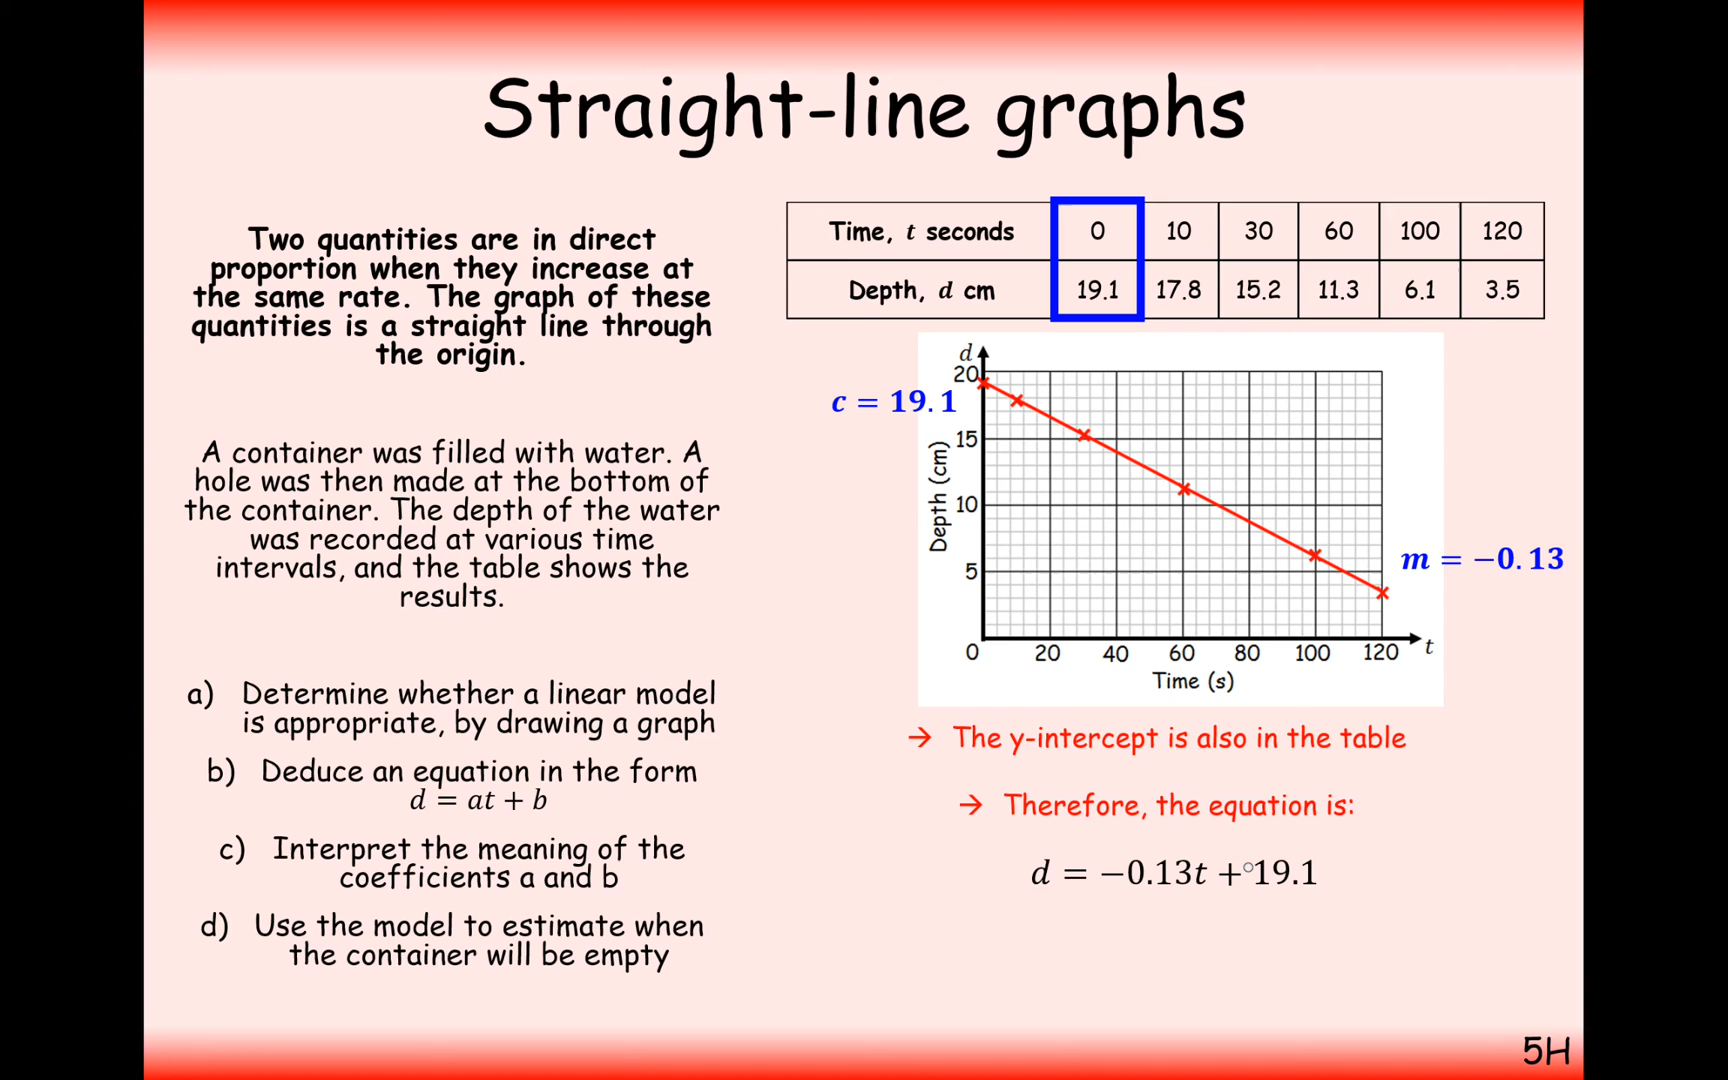 Straight-line graphs
Two quantities are in direct
proportion when they increase at
the same rate. The graph of these
quantities is a straight line through
the origin.
A container was filled with water. A
hole was then made at the bottom of
the container. The depth of the water
was recorded at various time
intervals, and the table shows the
results.
a) Determine whether a linear model
is appropriate, by drawing a graph
b) Deduce an equation in the form
d = at + b
c) Interpret the meaning of the
coefficients a and b
d) Use the model to estimate when
the container will be empty
Time, t seconds 0 10 30 60 100 120
Depth, d cm 19.1 17.8 15.2 11.3 6.1 3.5
d
20
c = 19.1
15
10
5
0
Depth (cm)
m = −0.13
20 40 60 80 100 120 t
Time (s)
→ The y-intercept is also in the table
→ Therefore, the equation is:
d = −0.13t + 19.1
5H